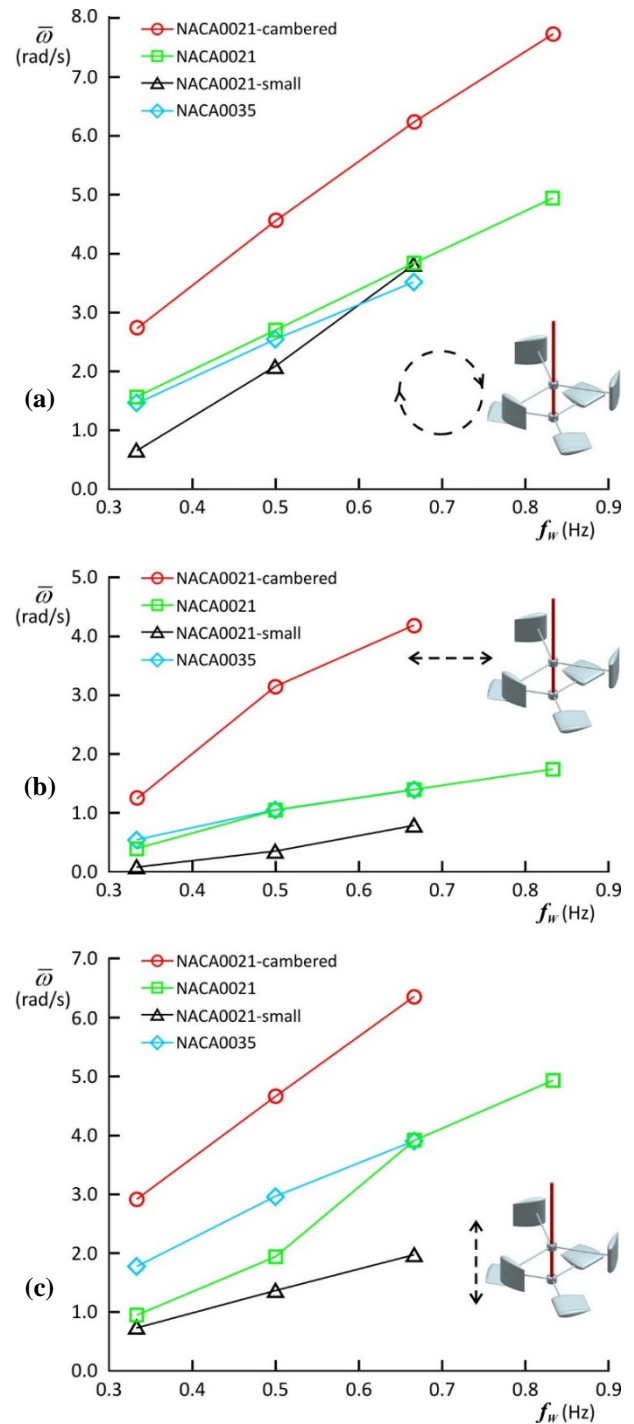 8.0
ω̅
(rad/s)
7.0
6.0
5.0
4.0
3.0
2.0
1.0
0.0
NACA0021-cambered
NACA0021
NACA0021-small
NACA0035
(a)
0.3 0.4 0.5 0.6 0.7 0.8 0.9
f_W (Hz)
5.0
ω̅
(rad/s)
4.0
3.0
2.0
1.0
0.0
NACA0021-cambered
NACA0021
NACA0021-small
NACA0035
(b)
0.3 0.4 0.5 0.6 0.7 0.8 0.9
f_W (Hz)
7.0
ω̅
(rad/s)
6.0
5.0
4.0
3.0
2.0
1.0
0.0
NACA0021-cambered
NACA0021
NACA0021-small
NACA0035
(c)
0.3 0.4 0.5 0.6 0.7 0.8 0.9
f_W (Hz)